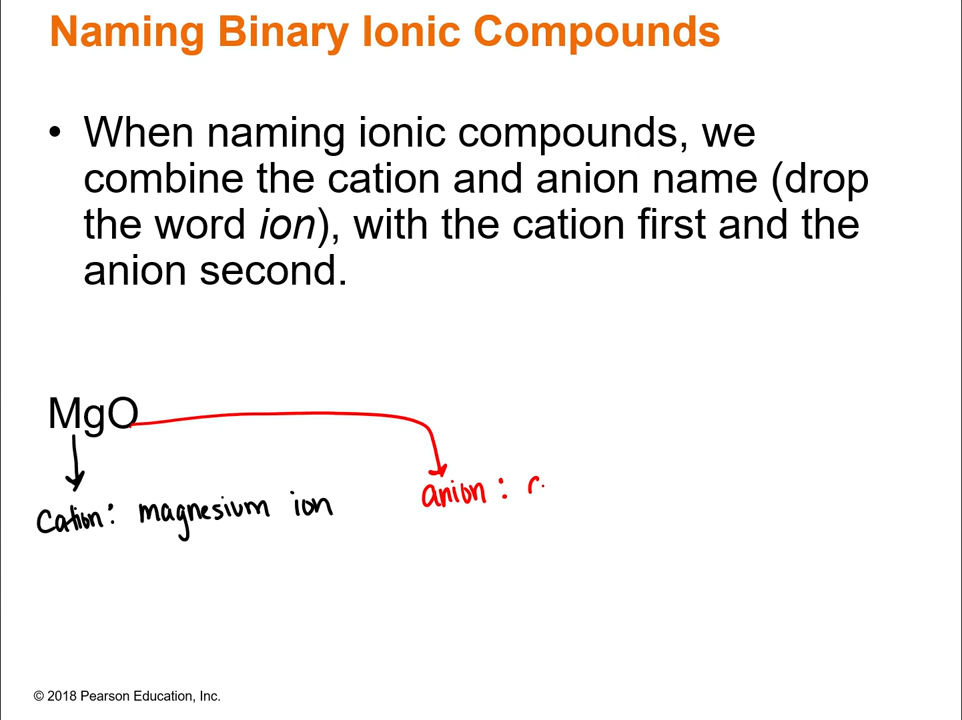 Naming Binary Ionic Compounds
• When naming ionic compounds, we
combine the cation and anion name (drop
the word ion), with the cation first and the
anion second.
MgO
Cation: magnesium ion
anion:
© 2018 Pearson Education, Inc.